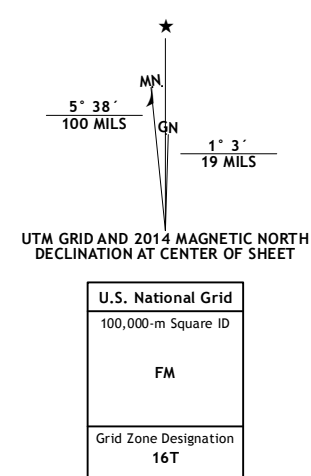 MN.
GN
5° 38´
100 MILS
1° 3´
19 MILS
UTM GRID AND 2014 MAGNETIC NORTH
DECLINATION AT CENTER OF SHEET
U.S. National Grid
100,000-m Square ID
FM
Grid Zone Designation
16T